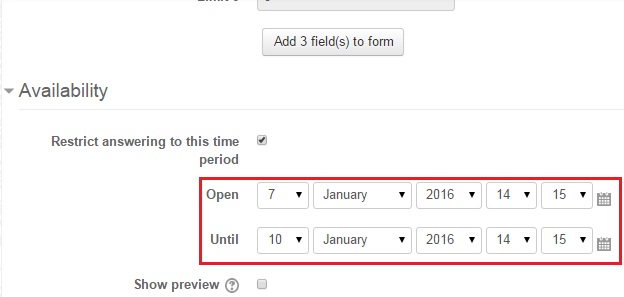 Add 3 field(s) to form
Availability
Restrict answering to this time
period
Open 7 January 2016 14 15
Until 10 January 2016 14 15
Show preview